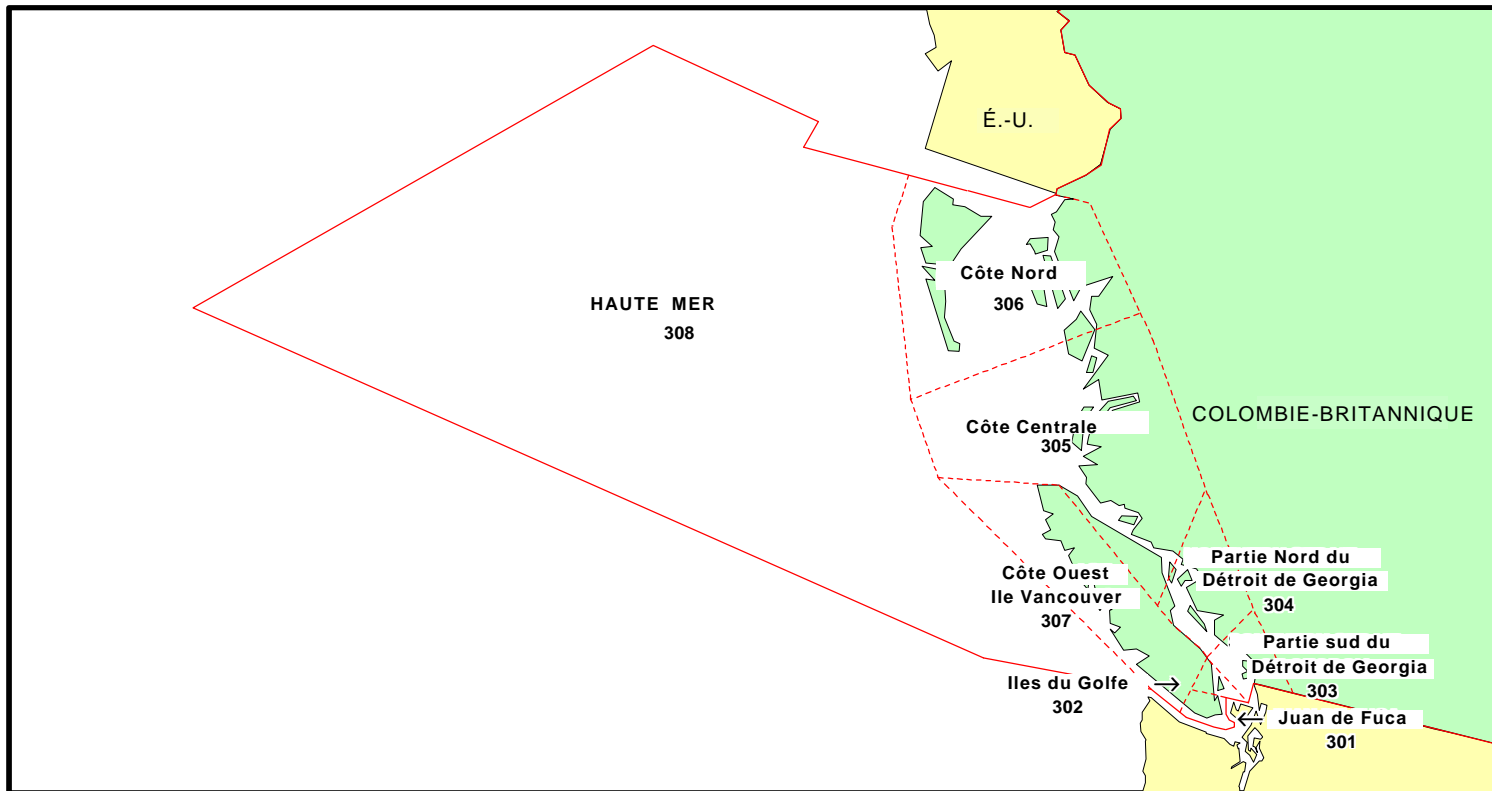 É.-U.
Côte Nord
306
HAUTE MER
308
COLOMBIE-BRITANNIQUE
Côte Centrale
305
Partie Nord du
Détroit de Georgia
304
Côte Ouest
Ile Vancouver
307
Partie sud du
Détroit de Georgia
303
Iles du Golfe →
302
← Juan de Fuca
301